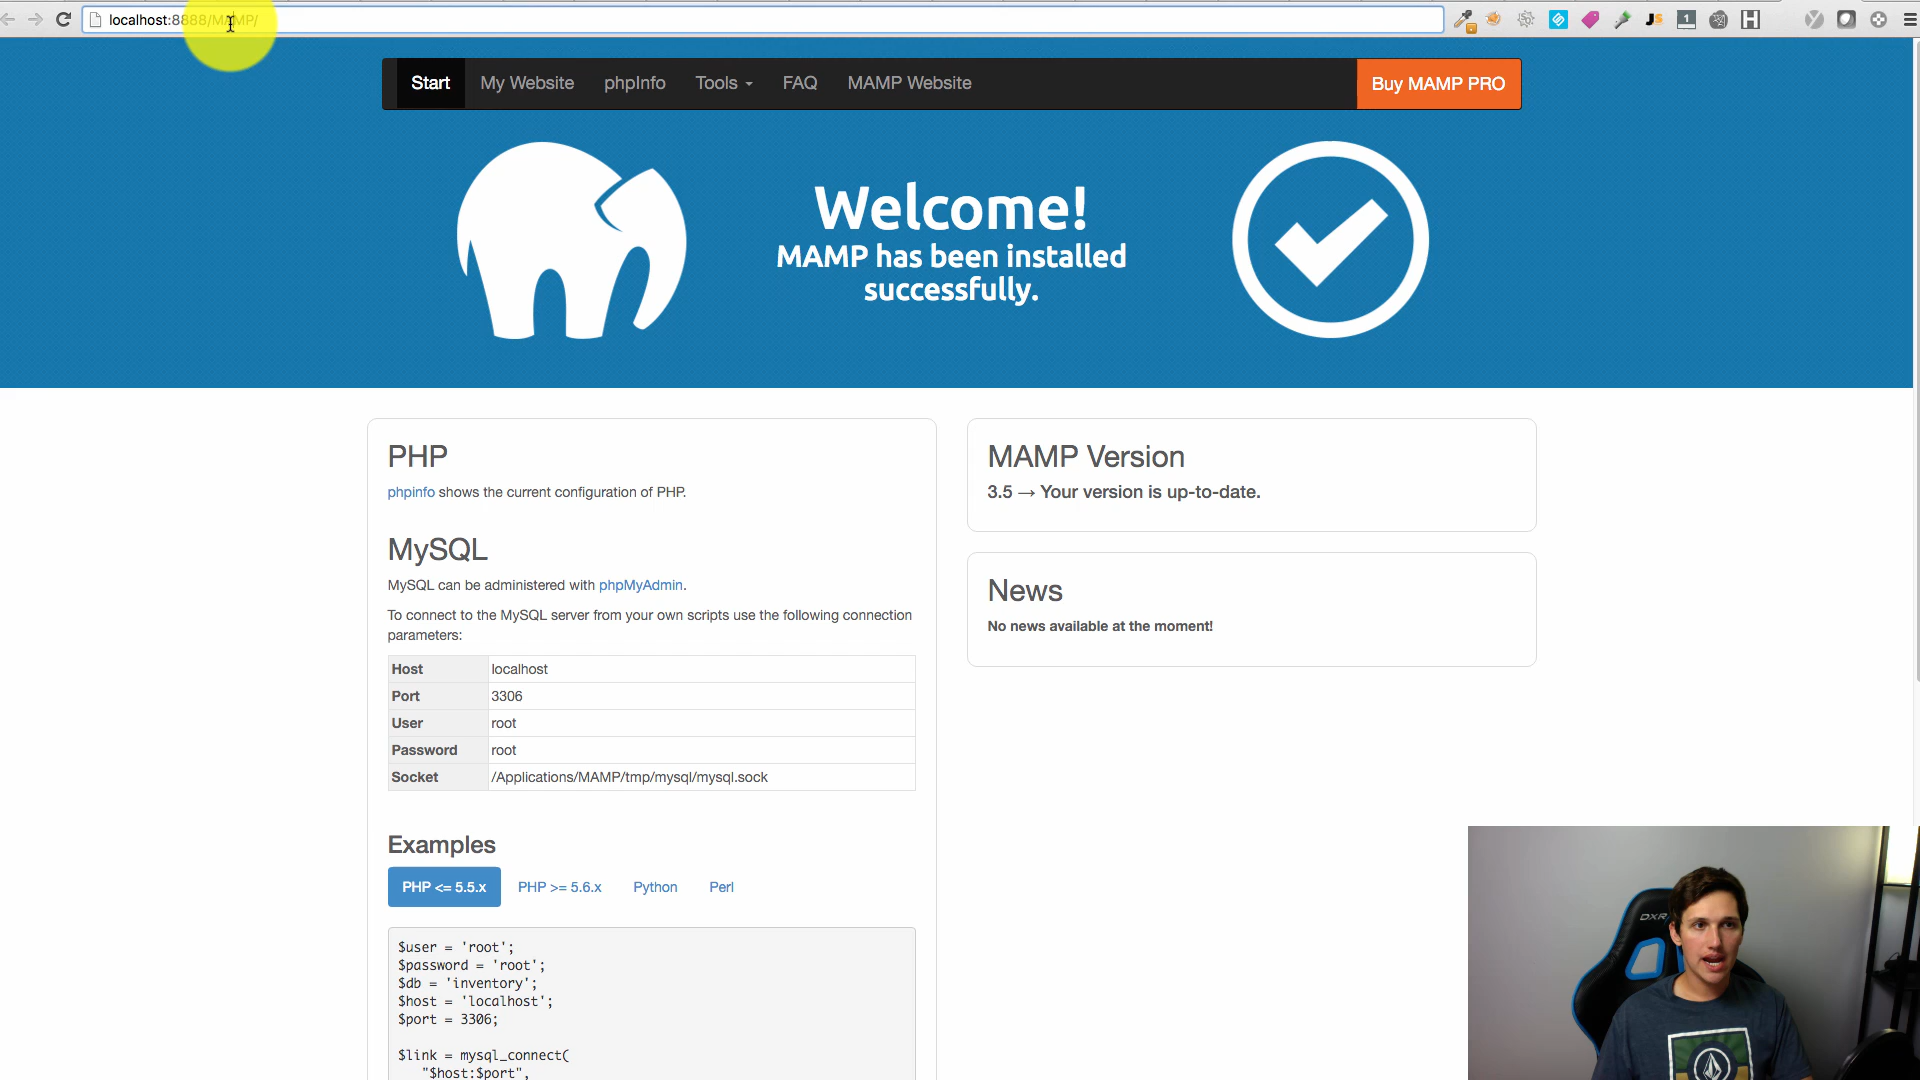 localhost:8888/MAMP/
JS
1
H
Start
My Website
phpInfo
Tools
FAQ
MAMP Website
Buy MAMP PRO
Welcome!
MAMP has been installed
successfully.
PHP
phpinfo shows the current configuration of PHP.
MySQL
MySQL can be administered with phpMyAdmin.
To connect to the MySQL server from your own scripts use the following connection
parameters:
Host localhost
Port 3306
User root
Password root
Socket /Applications/MAMP/tmp/mysql/mysql.sock
Examples
PHP <= 5.5.x
PHP >= 5.6.x
Python
Perl
$user = 'root';
$password = 'root';
$db = 'inventory';
$host = 'localhost';
$port = 3306;
$link = mysql_connect(
"$host:$port",
MAMP Version
3.5 → Your version is up-to-date.
News
No news available at the moment!
DXR